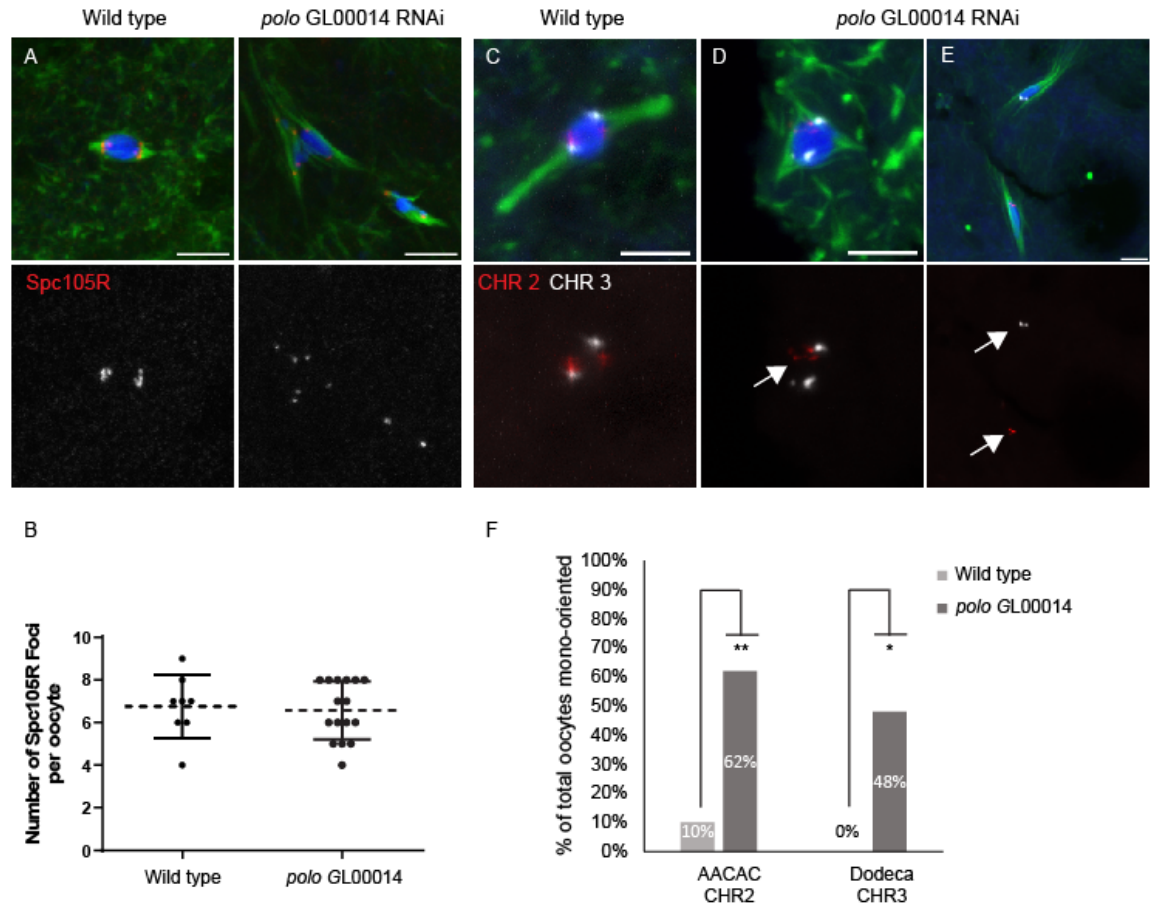 Wild type
polo GL00014 RNAi
Wild type
polo GL00014 RNAi
A
C
D
E
Spc105R
CHR 2 CHR 3
B
Number of Spc105R Foci
per oocyte
10
8
6
4
2
0
Wild type
polo GL00014
F
% of total oocytes mono-oriented
100%
90%
80%
70%
60%
50%
40%
30%
20%
10%
0%
10%
**
62%
0%
*
48%
AACAC
CHR2
Dodeca
CHR3
Wild type
polo GL00014